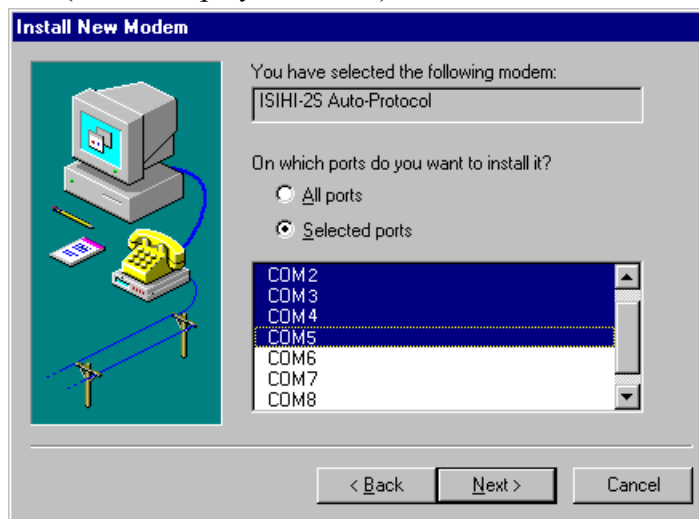 Install New Modem
You have selected the following modem:
ISIHI-2S Auto-Protocol
On which ports do you want to install it?
All ports
Selected ports
COM2
COM3
COM4
COM5
COM6
COM7
COM8
< Back Next > Cancel